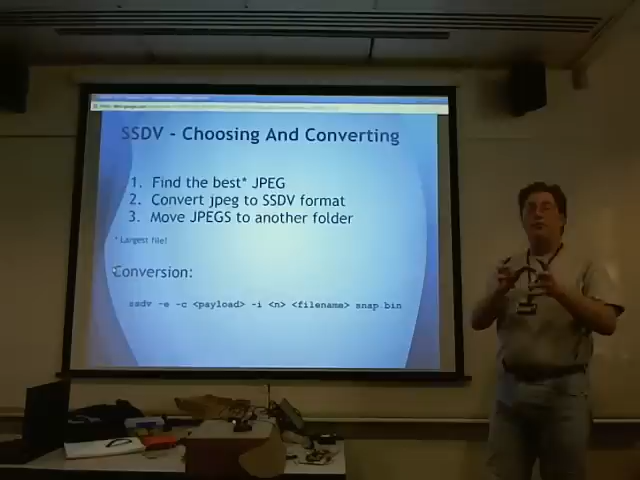 SSDV - Choosing And Converting
1. Find the best* JPEG
2. Convert jpeg to SSDV format
3. Move JPEGS to another folder
* Largest file!
Conversion:
ssdv -e -c <payload> -i <n> <filename> snap.bin